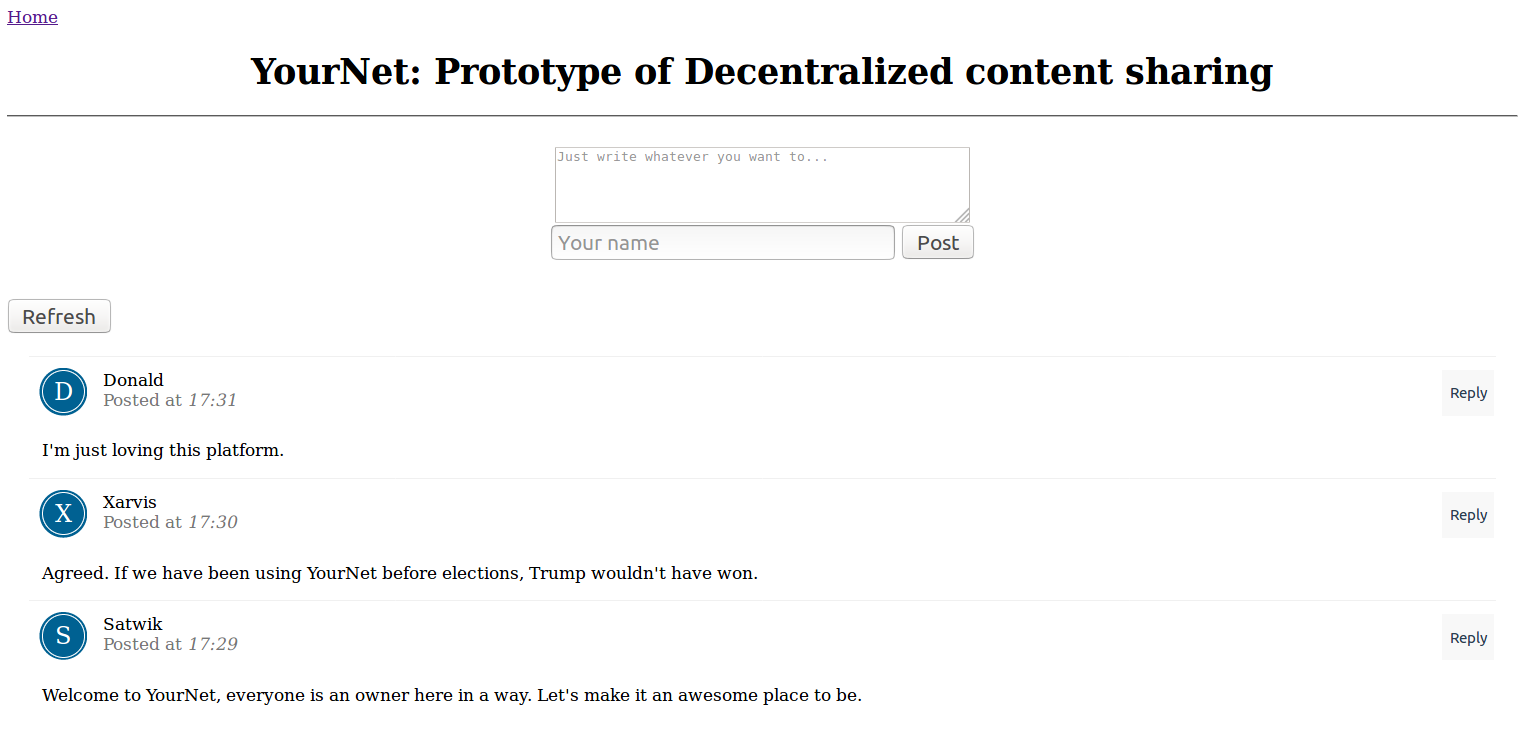 Home
YourNet: Prototype of Decentralized content sharing
Just write whatever you want to...
Your name
Post
Refresh
D
Donald
Posted at 17:31
Reply
I'm just loving this platform.
X
Xarvis
Posted at 17:30
Reply
Agreed. If we have been using YourNet before elections, Trump wouldn't have won.
S
Satwik
Posted at 17:29
Reply
Welcome to YourNet, everyone is an owner here in a way. Let's make it an awesome place to be.